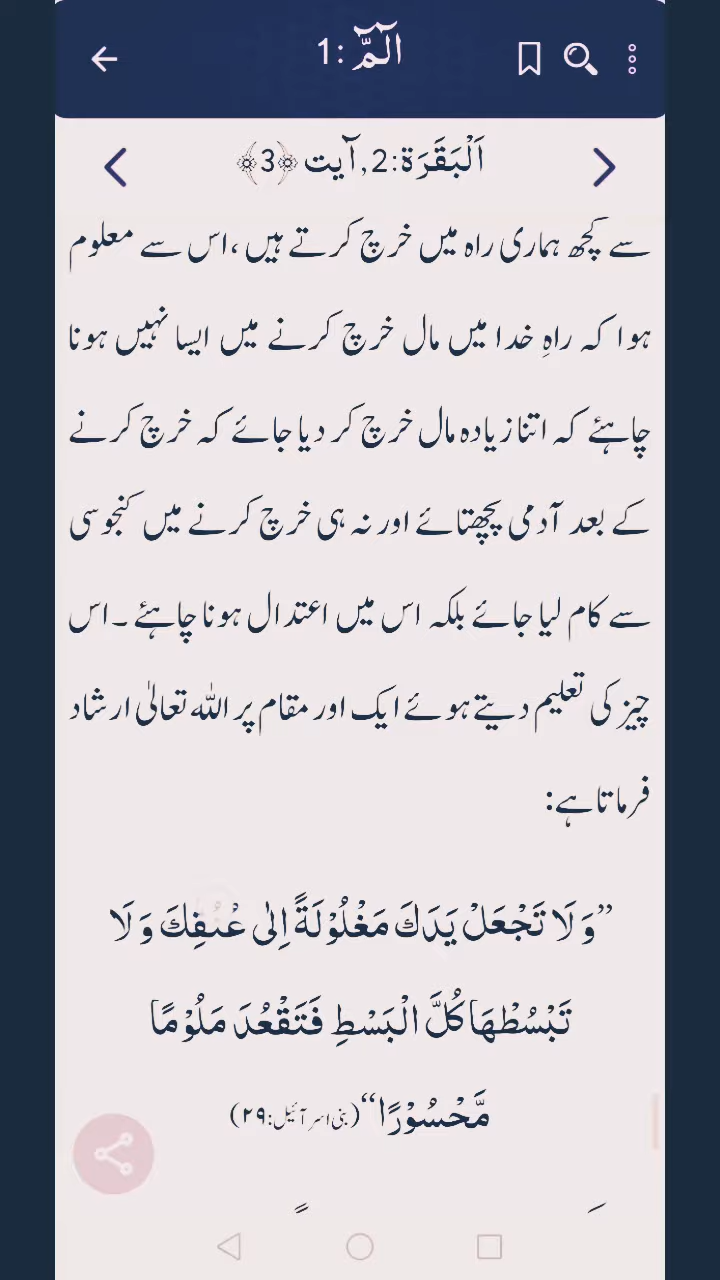 الٓمّٓ :1
اَلْبَقَرَة:2,آیت ﴿3﴾
سے کچھ ہماری راہ میں خرچ کرتے ہیں ،اس سے معلوم
ہوا کہ راہِ خدا میں مال خرچ کرنے میں ایسا نہیں ہونا
چاہئے کہ اتنا زیادہ مال خرچ کر دیا جائے کہ خرچ کرنے
کے بعد آدمی پچھتائے اور نہ ہی خرچ کرنے میں کنجوسی
سے کام لیا جائے بلکہ اس میں اعتدال ہونا چاہئے ۔اس
چیز کی تعلیم دیتے ہوئے ایک اور مقام پر اللہ تعالیٰ ارشاد
فرماتا ہے:
”وَ لَا تَجْعَلْ یَدَكَ مَغْلُوْلَةً اِلٰى عُنُقِكَ وَ لَا
تَبْسُطْهَا كُلَّ الْبَسْطِ فَتَقْعُدَ مَلُوْمًا
مَّحْسُوْرًا“(بنی اسرآئیل:۲۹)